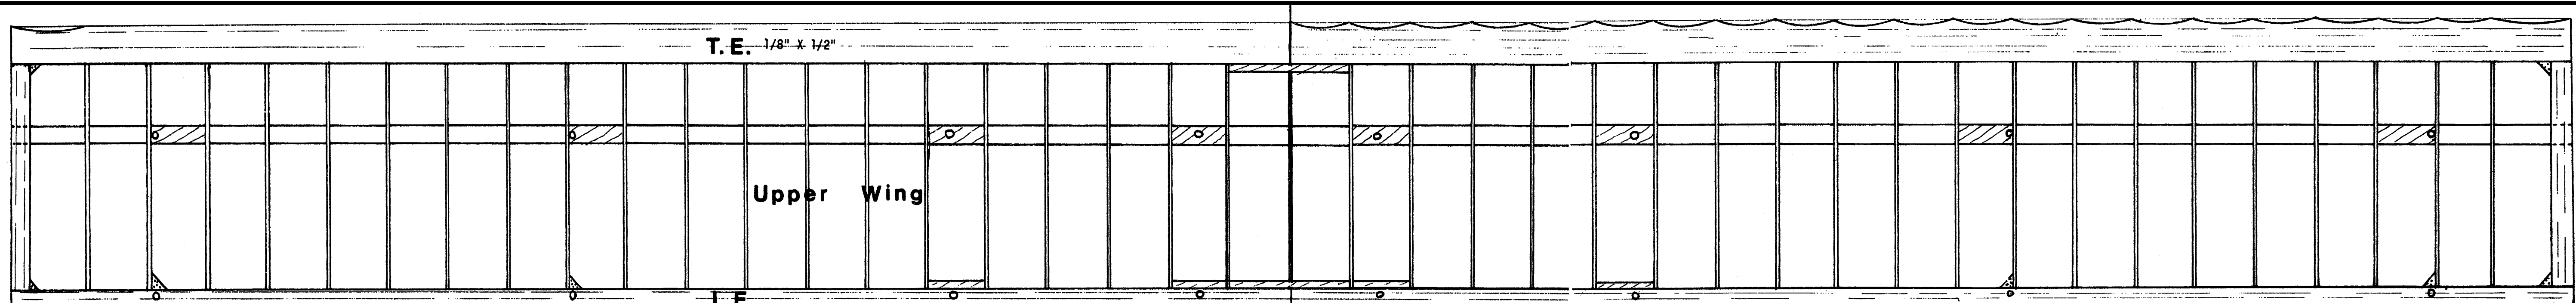 T.E. 1/8" X 1/2"
Upper Wing